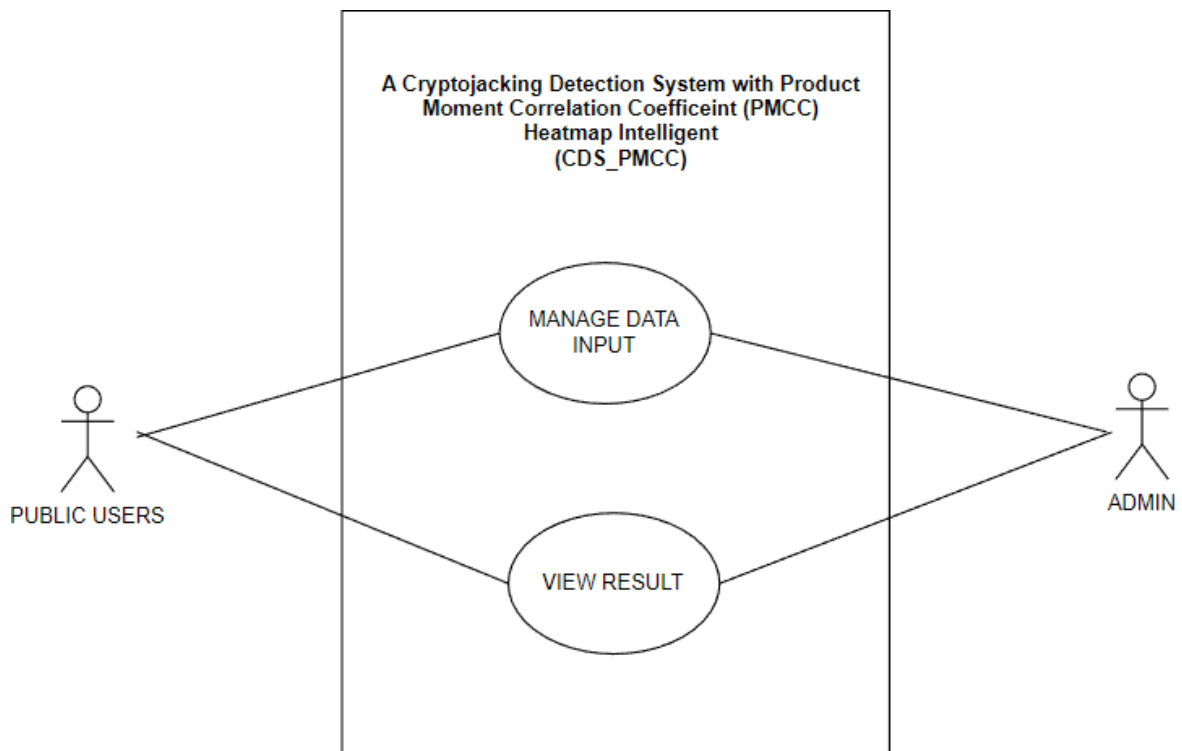 A Cryptojacking Detection System with Product
Moment Correlation Coefficeint (PMCC)
Heatmap Intelligent
(CDS_PMCC)
MANAGE DATA
INPUT
PUBLIC USERS
ADMIN
VIEW RESULT